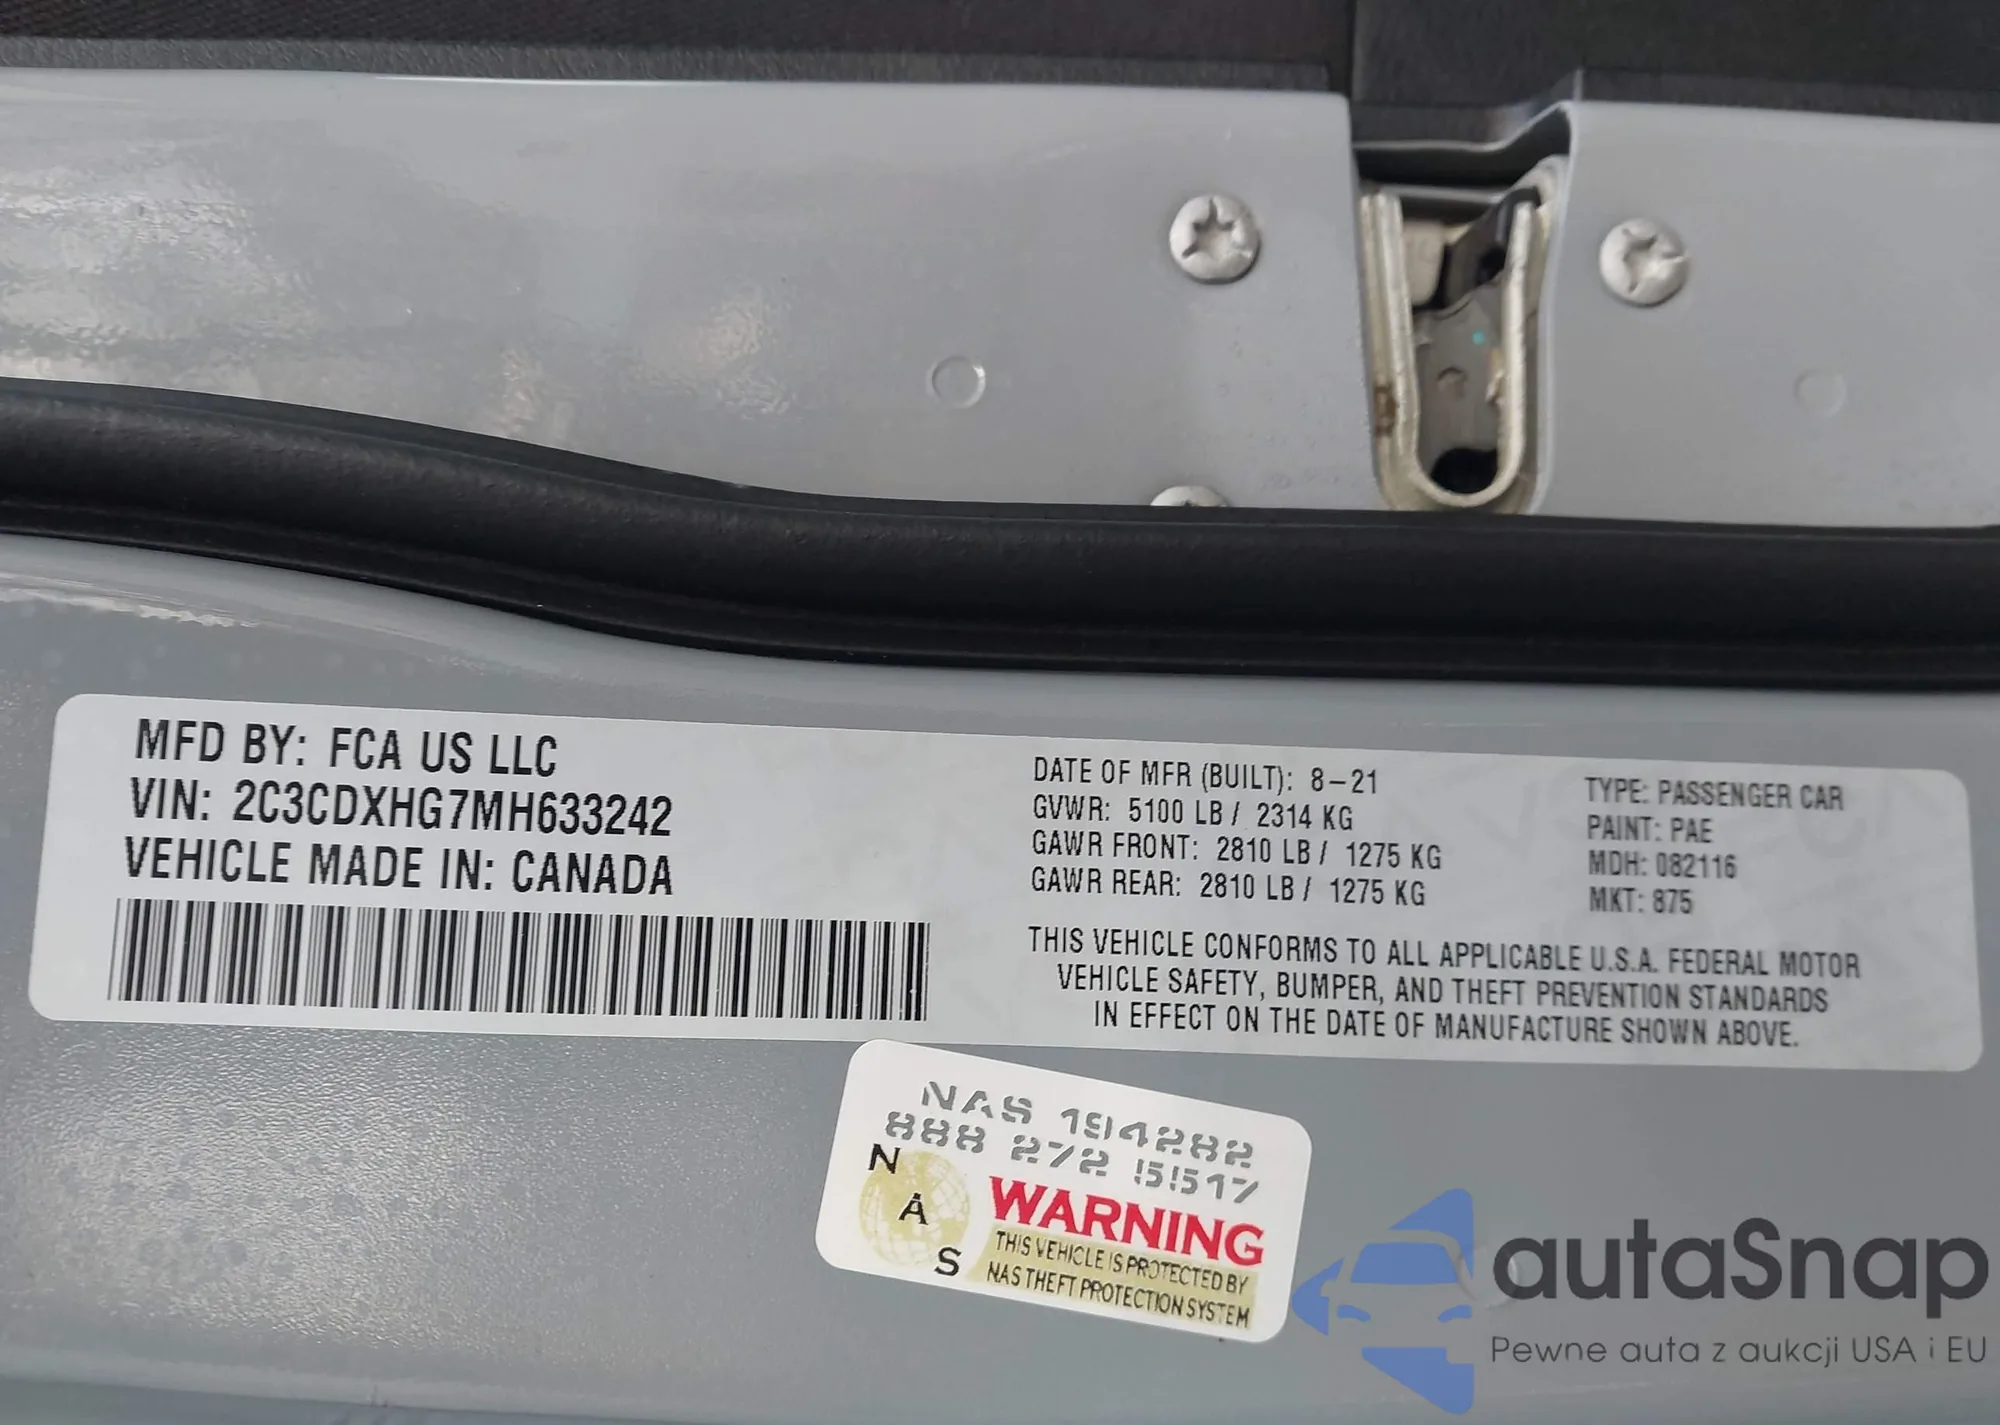 MFD BY: FCA US LLC
VIN: 2C3CDXHG7MH633242
VEHICLE MADE IN: CANADA
DATE OF MFR (BUILT): 8-21
GVWR: 5100 LB / 2314 KG
GAWR FRONT: 2810 LB / 1275 KG
GAWR REAR: 2810 LB / 1275 KG
TYPE: PASSENGER CAR
PAINT: PAE
MDH: 082116
MKT: 875
THIS VEHICLE CONFORMS TO ALL APPLICABLE U.S.A. FEDERAL MOTOR
VEHICLE SAFETY, BUMPER, AND THEFT PREVENTION STANDARDS
IN EFFECT ON THE DATE OF MANUFACTURE SHOWN ABOVE.
NAS 194282
888 272 5517
N
A
S
WARNING
THIS VEHICLE IS PROTECTED BY
NAS THEFT PROTECTION SYSTEM
autaSnap
Pewne auta z aukcji USA i EU